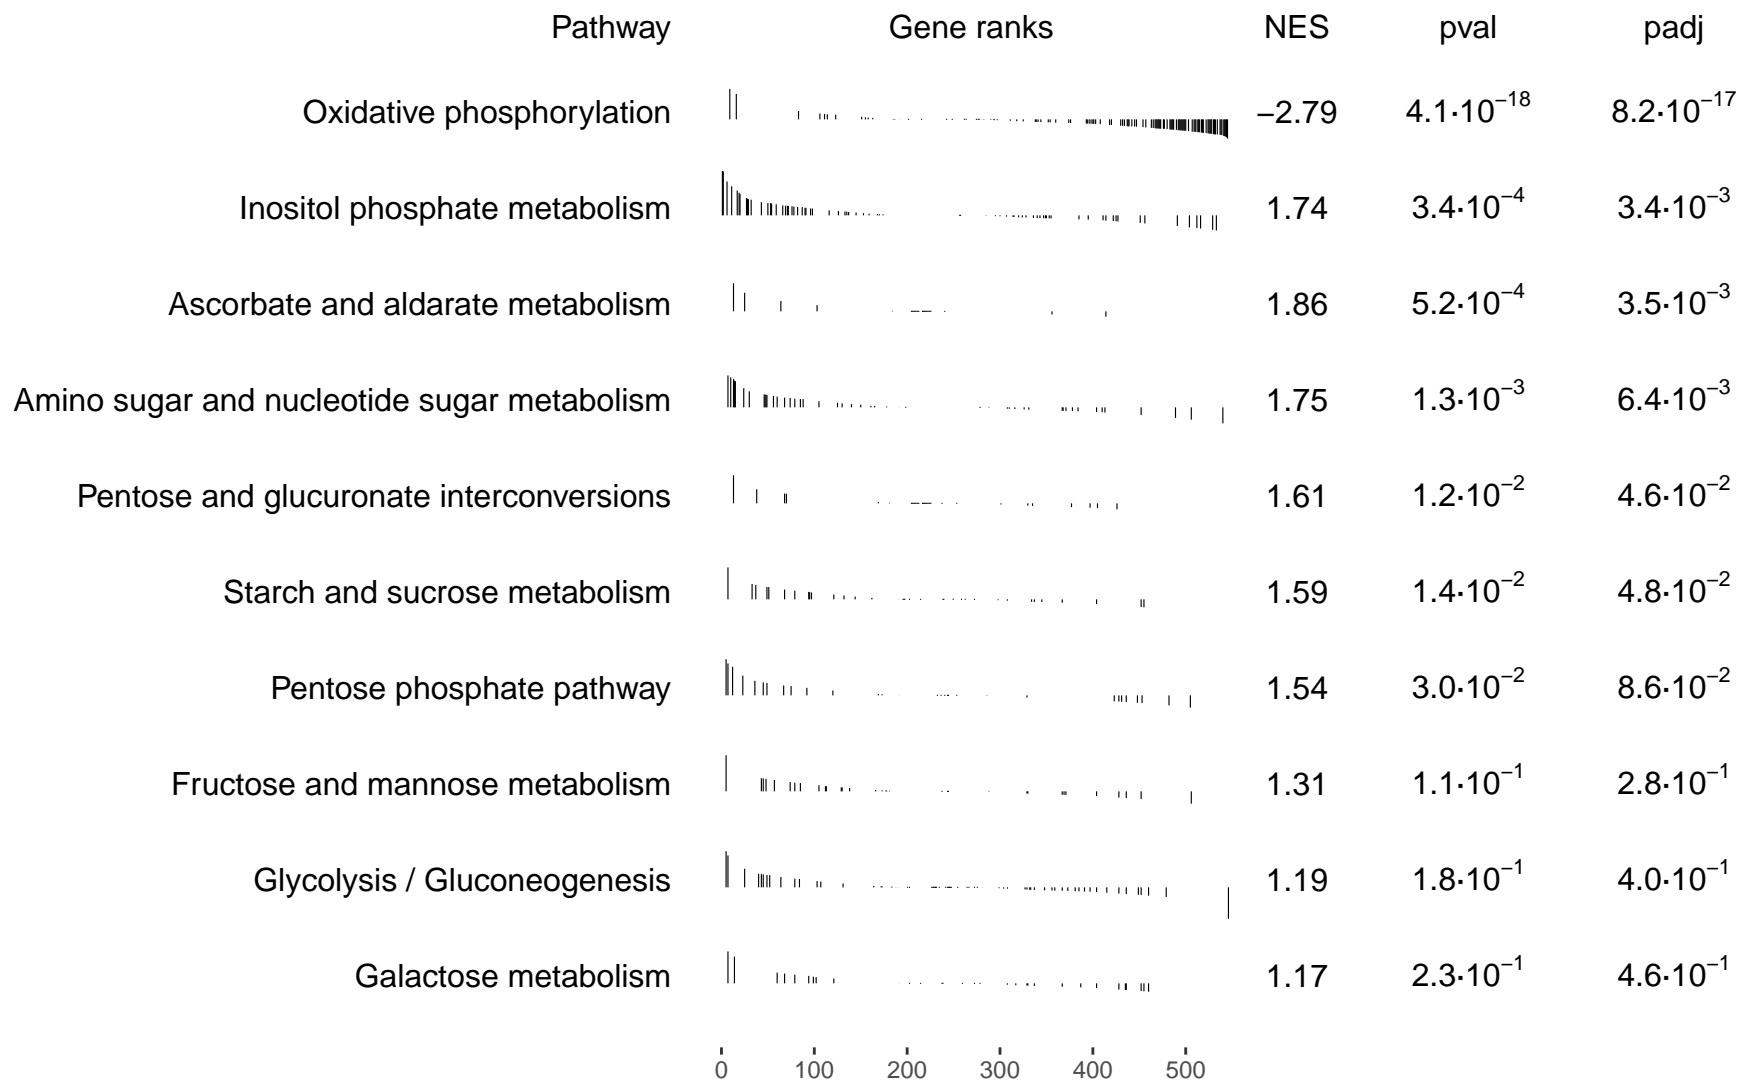 Pathway Gene ranks NES pval padj
Oxidative phosphorylation −2.79 4.1·10⁻¹⁸ 8.2·10⁻¹⁷
Inositol phosphate metabolism 1.74 3.4·10⁻⁴ 3.4·10⁻³
Ascorbate and aldarate metabolism 1.86 5.2·10⁻⁴ 3.5·10⁻³
Amino sugar and nucleotide sugar metabolism 1.75 1.3·10⁻³ 6.4·10⁻³
Pentose and glucuronate interconversions 1.61 1.2·10⁻² 4.6·10⁻²
Starch and sucrose metabolism 1.59 1.4·10⁻² 4.8·10⁻²
Pentose phosphate pathway 1.54 3.0·10⁻² 8.6·10⁻²
Fructose and mannose metabolism 1.31 1.1·10⁻¹ 2.8·10⁻¹
Glycolysis / Gluconeogenesis 1.19 1.8·10⁻¹ 4.0·10⁻¹
Galactose metabolism 1.17 2.3·10⁻¹ 4.6·10⁻¹
0 100 200 300 400 500